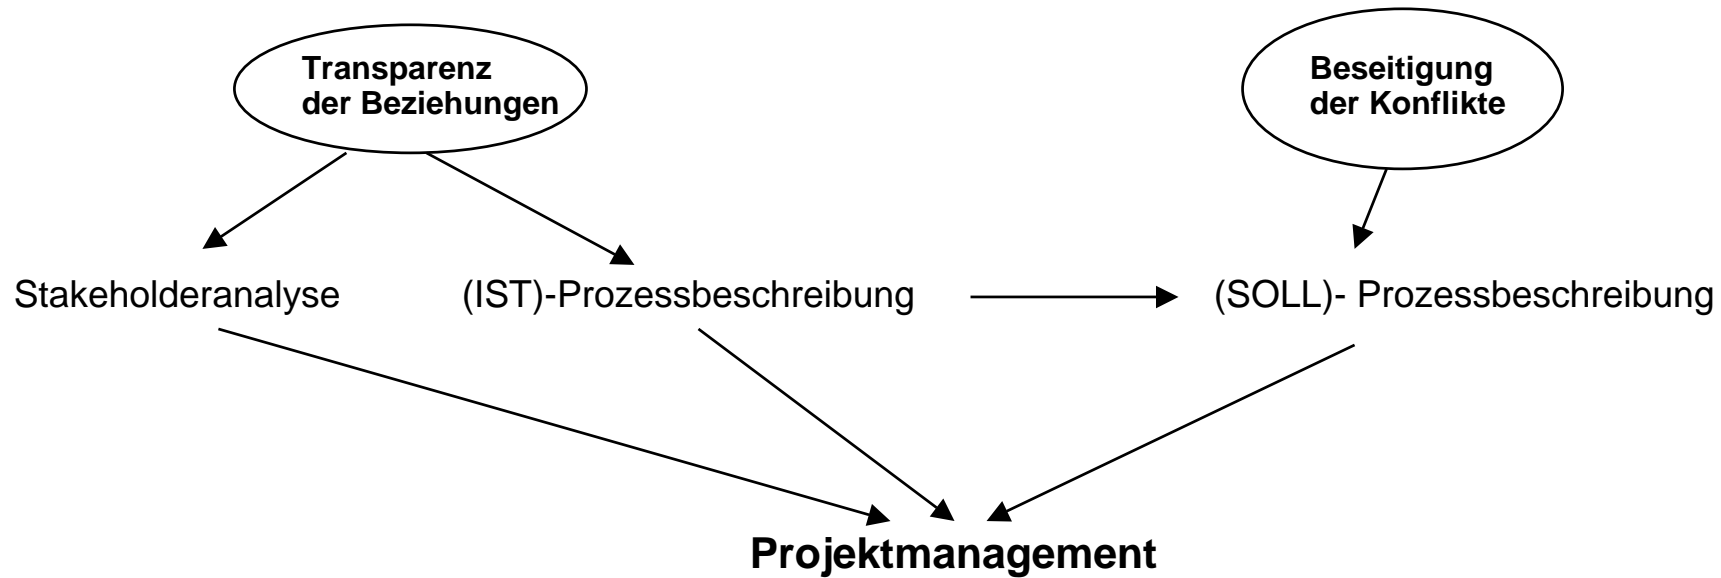 Transparenz
der Beziehungen
Beseitigung
der Konflikte
Stakeholderanalyse
(IST)-Prozessbeschreibung
(SOLL)- Prozessbeschreibung
Projektmanagement